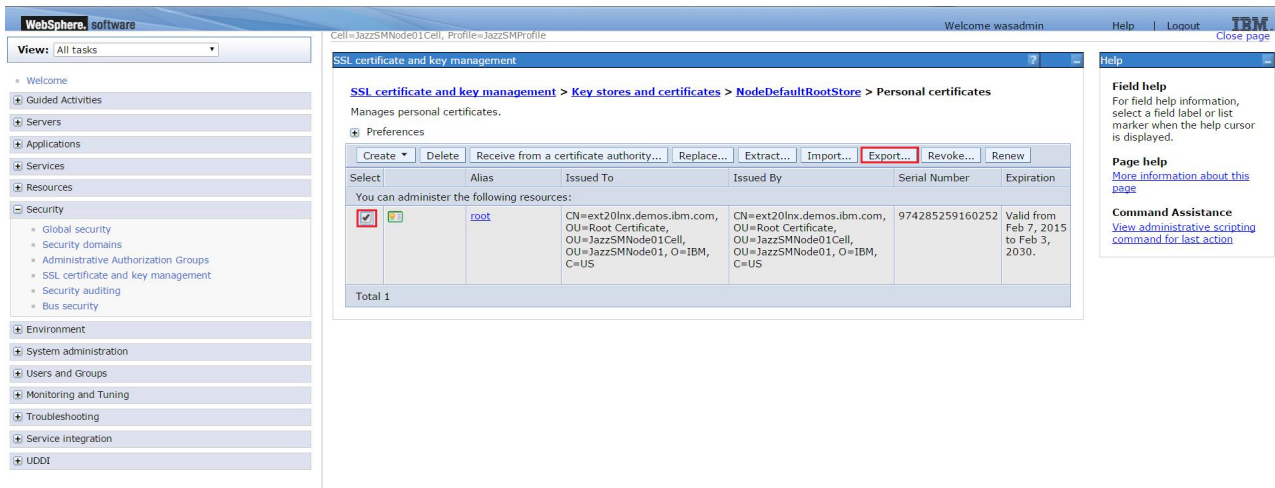 WebSphere. software
Welcome wasadmin
Help | Logout
IBM
Cell=JazzSMNode01Cell, Profile=JazzSMProfile
Close page
View: All tasks
Welcome
Guided Activities
Servers
Applications
Services
Resources
Security
Global security
Security domains
Administrative Authorization Groups
SSL certificate and key management
Security auditing
Bus security
Environment
System administration
Users and Groups
Monitoring and Tuning
Troubleshooting
Service integration
UDDI
SSL certificate and key management
?
SSL certificate and key management > Key stores and certificates > NodeDefaultRootStore > Personal certificates
Manages personal certificates.
Preferences
Create Delete Receive from a certificate authority... Replace... Extract... Import... Export... Revoke... Renew
Select Alias Issued To Issued By Serial Number Expiration
You can administer the following resources:
root
CN=ext20lnx.demos.ibm.com,
OU=Root Certificate,
OU=JazzSMNode01Cell,
OU=JazzSMNode01, O=IBM,
C=US
CN=ext20lnx.demos.ibm.com,
OU=Root Certificate,
OU=JazzSMNode01Cell,
OU=JazzSMNode01, O=IBM,
C=US
974285259160252
Valid from
Feb 7, 2015
to Feb 3,
2030.
Total 1
Help
Field help
For field help information,
select a field label or list
marker when the help cursor
is displayed.
Page help
More information about this
page
Command Assistance
View administrative scripting
command for last action